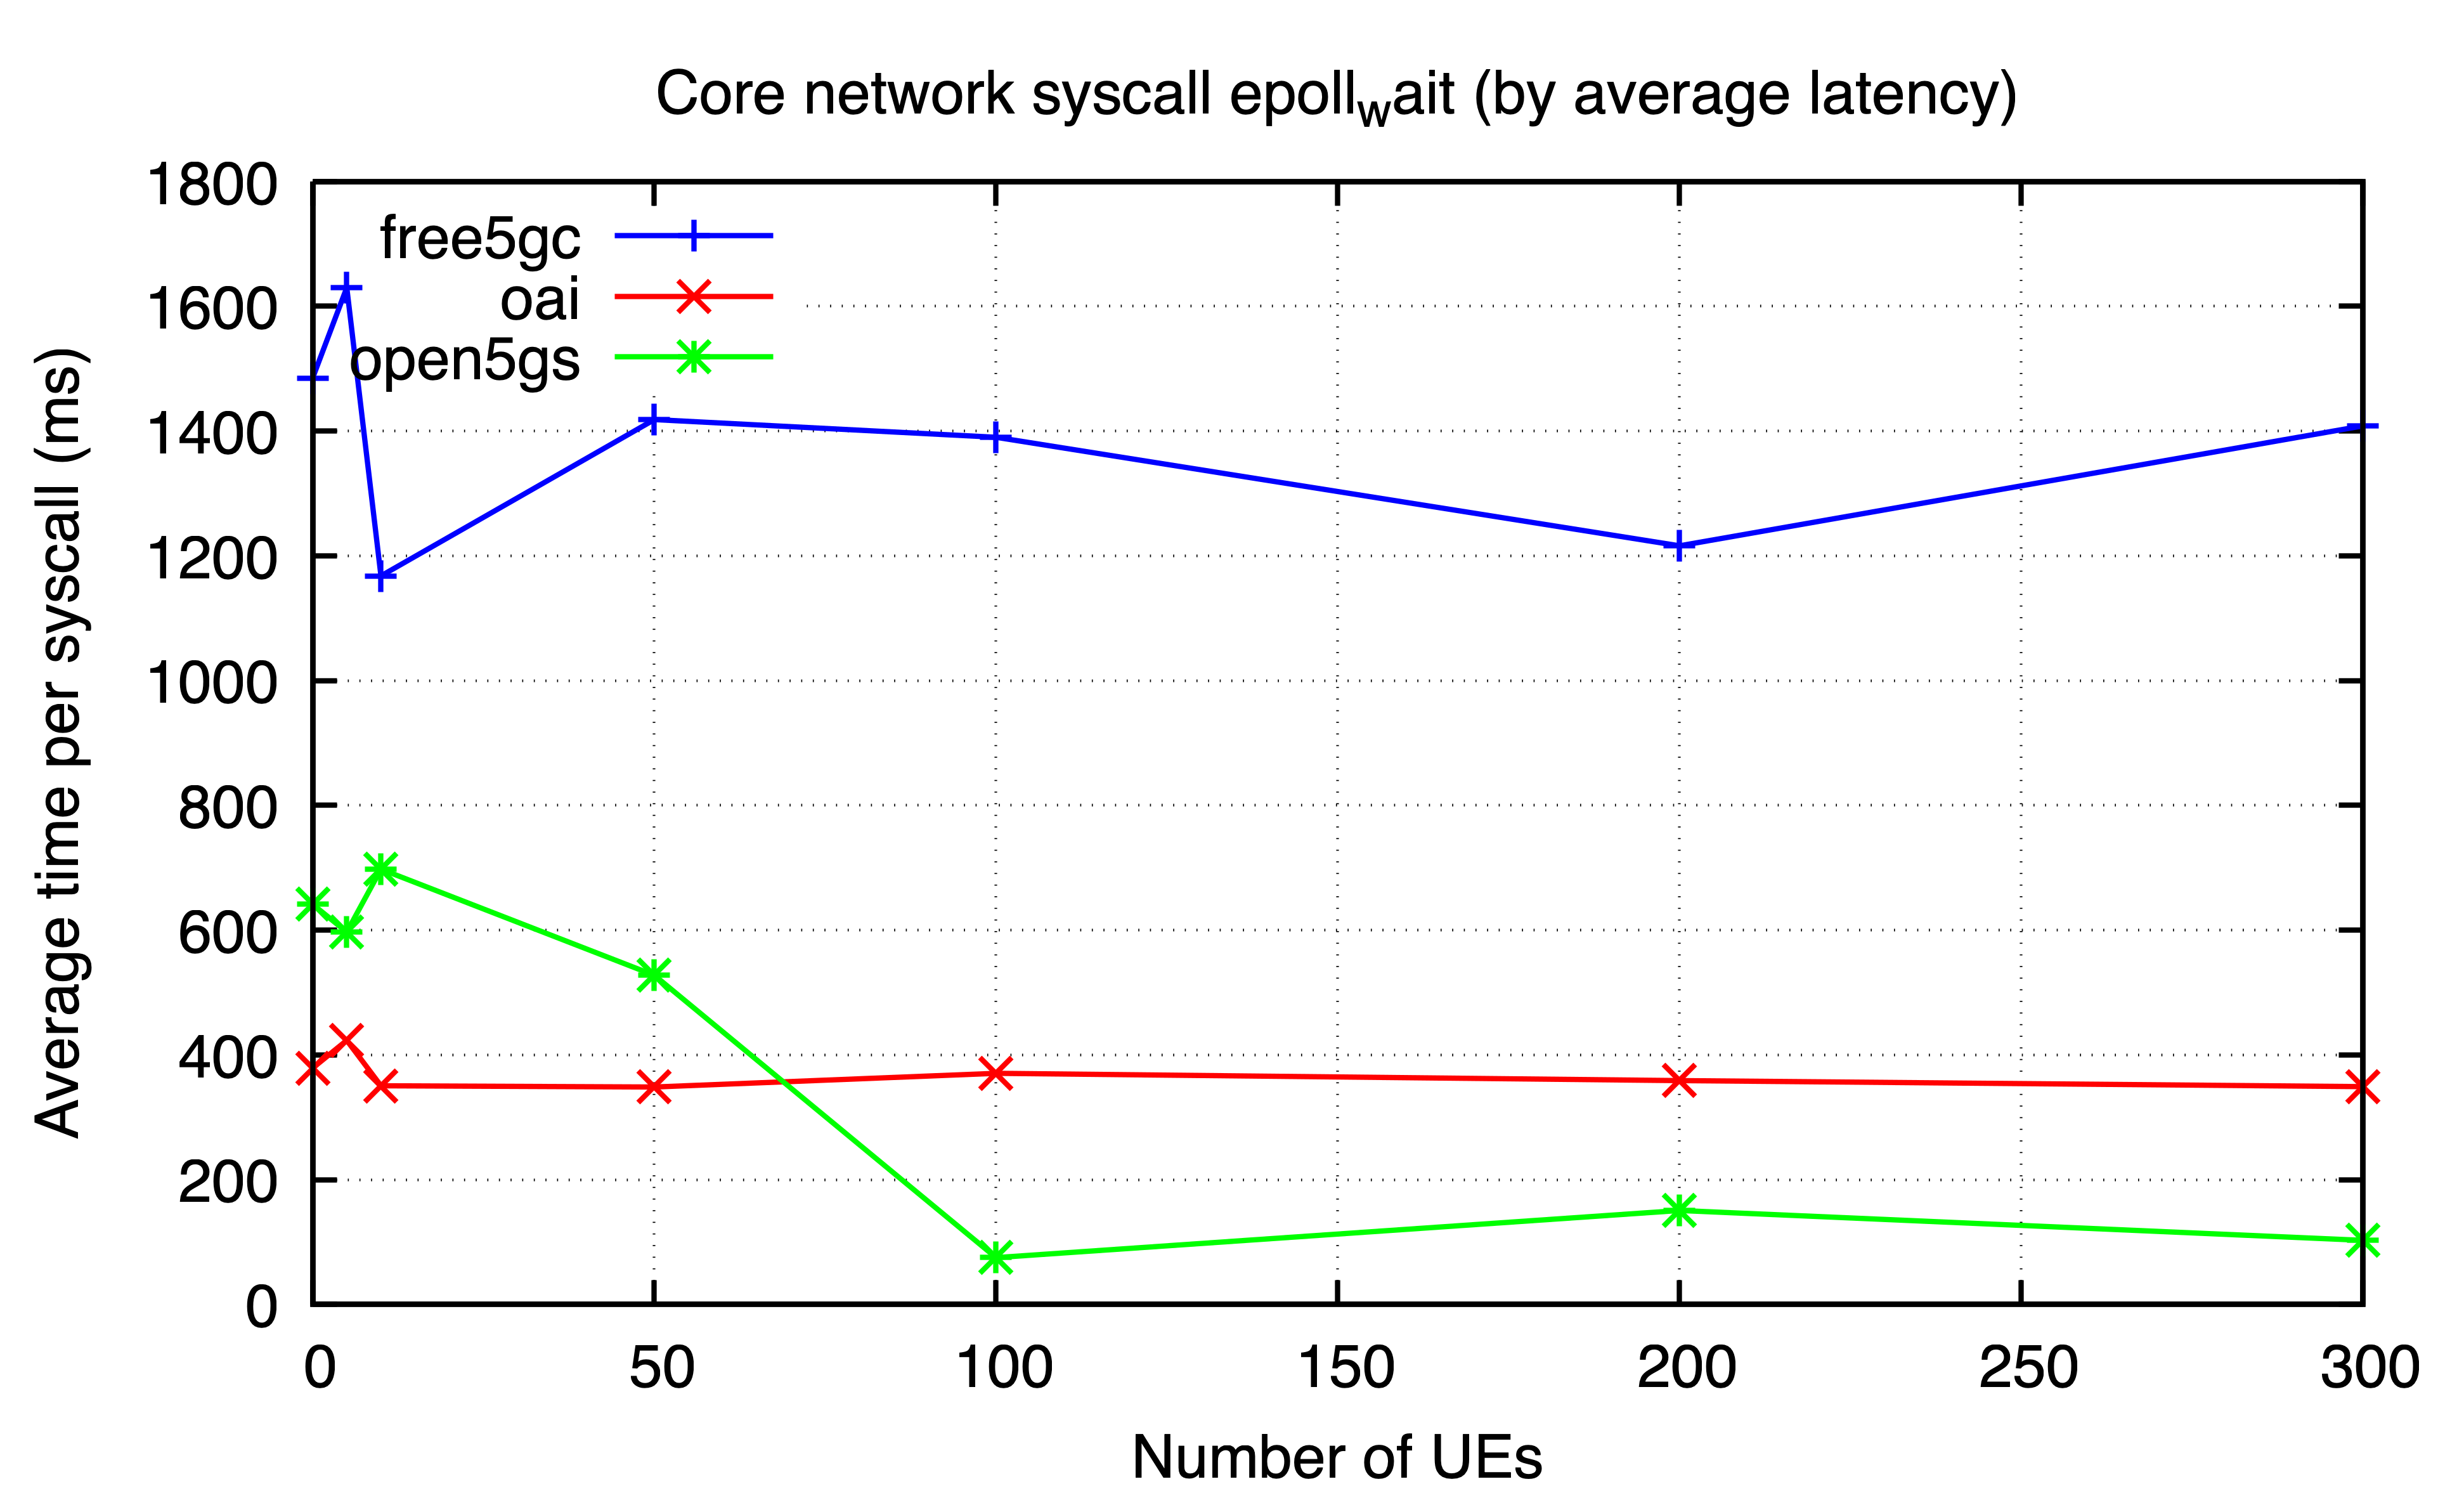 Core network syscall epollwait (by average latency)
1800
1600
1400
1200
1000
800
600
400
200
0
free5gc
oai
open5gs
Average time per syscall (ms)
0 50 100 150 200 250 300
Number of UEs